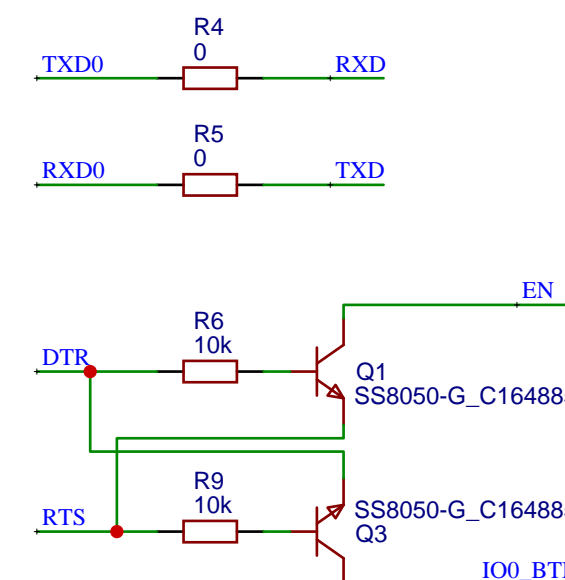 R4
0
TXD0
RXD
R5
0
RXD0
TXD
EN
R6
10k
DTR
Q1
SS8050-G_C16488
R9
10k
RTS
SS8050-G_C16488
Q3
IO0_BT